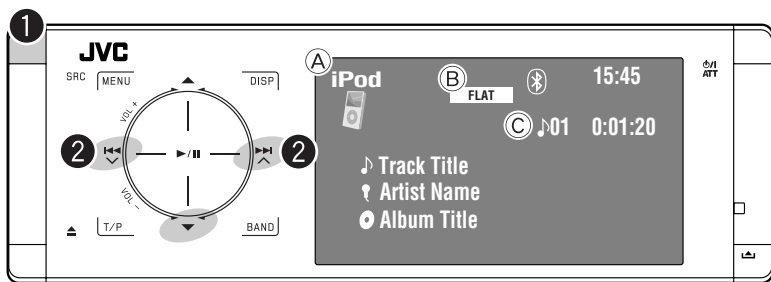 1
JVC
SRC MENU DISP
VOL +
2 2
VOL –
T/P BAND
A
iPod
B
FLAT
15:45
C ♪01 0:01:20
Track Title
Artist Name
Album Title
⏻/I
ATT